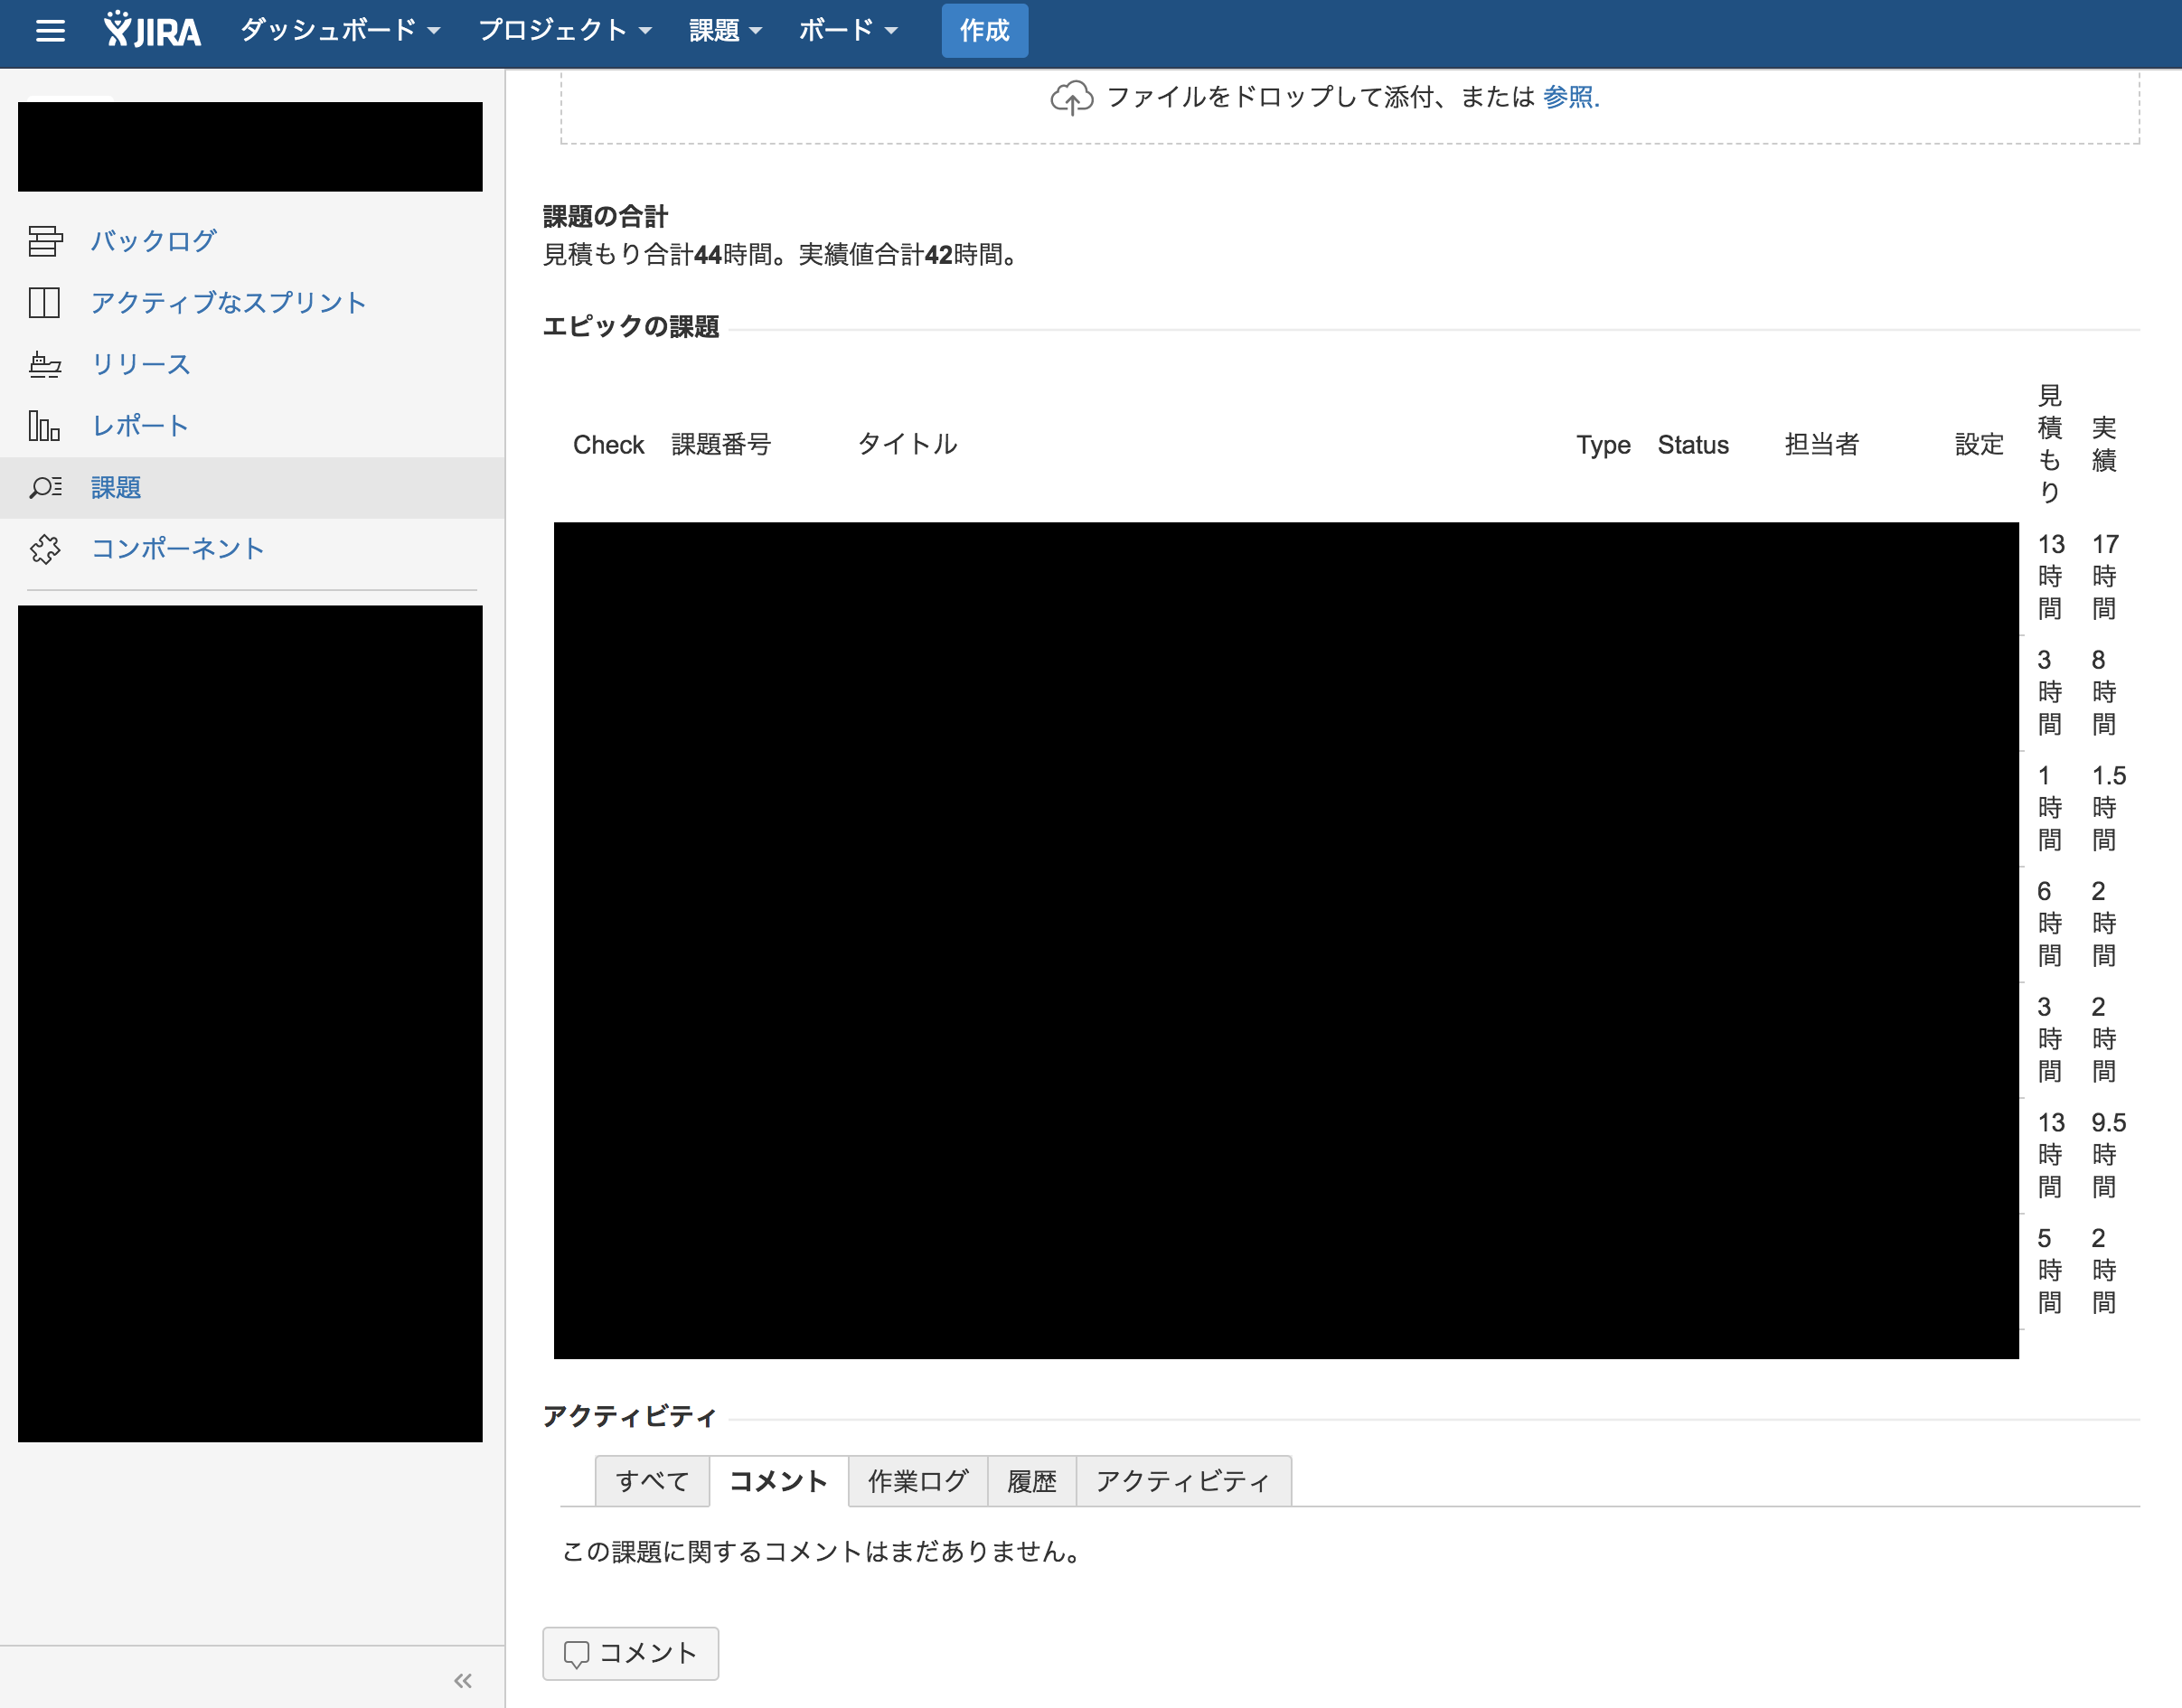 JIRA ダッシュボード プロジェクト 課題 ボード 作成
バックログ
アクティブなスプリント
リリース
レポート
課題
コンポーネント
ファイルをドロップして添付、または 参照.
課題の合計
見積もり合計44時間。実績値合計42時間。
エピックの課題
Check 課題番号 タイトル Type Status 担当者 設定 見積もり 実績
13時間 17時間
3時間 8時間
1時間 1.5時間
6時間 2時間
3時間 2時間
13時間 9.5時間
5時間 2時間
アクティビティ
すべて コメント 作業ログ 履歴 アクティビティ
この課題に関するコメントはまだありません。
コメント